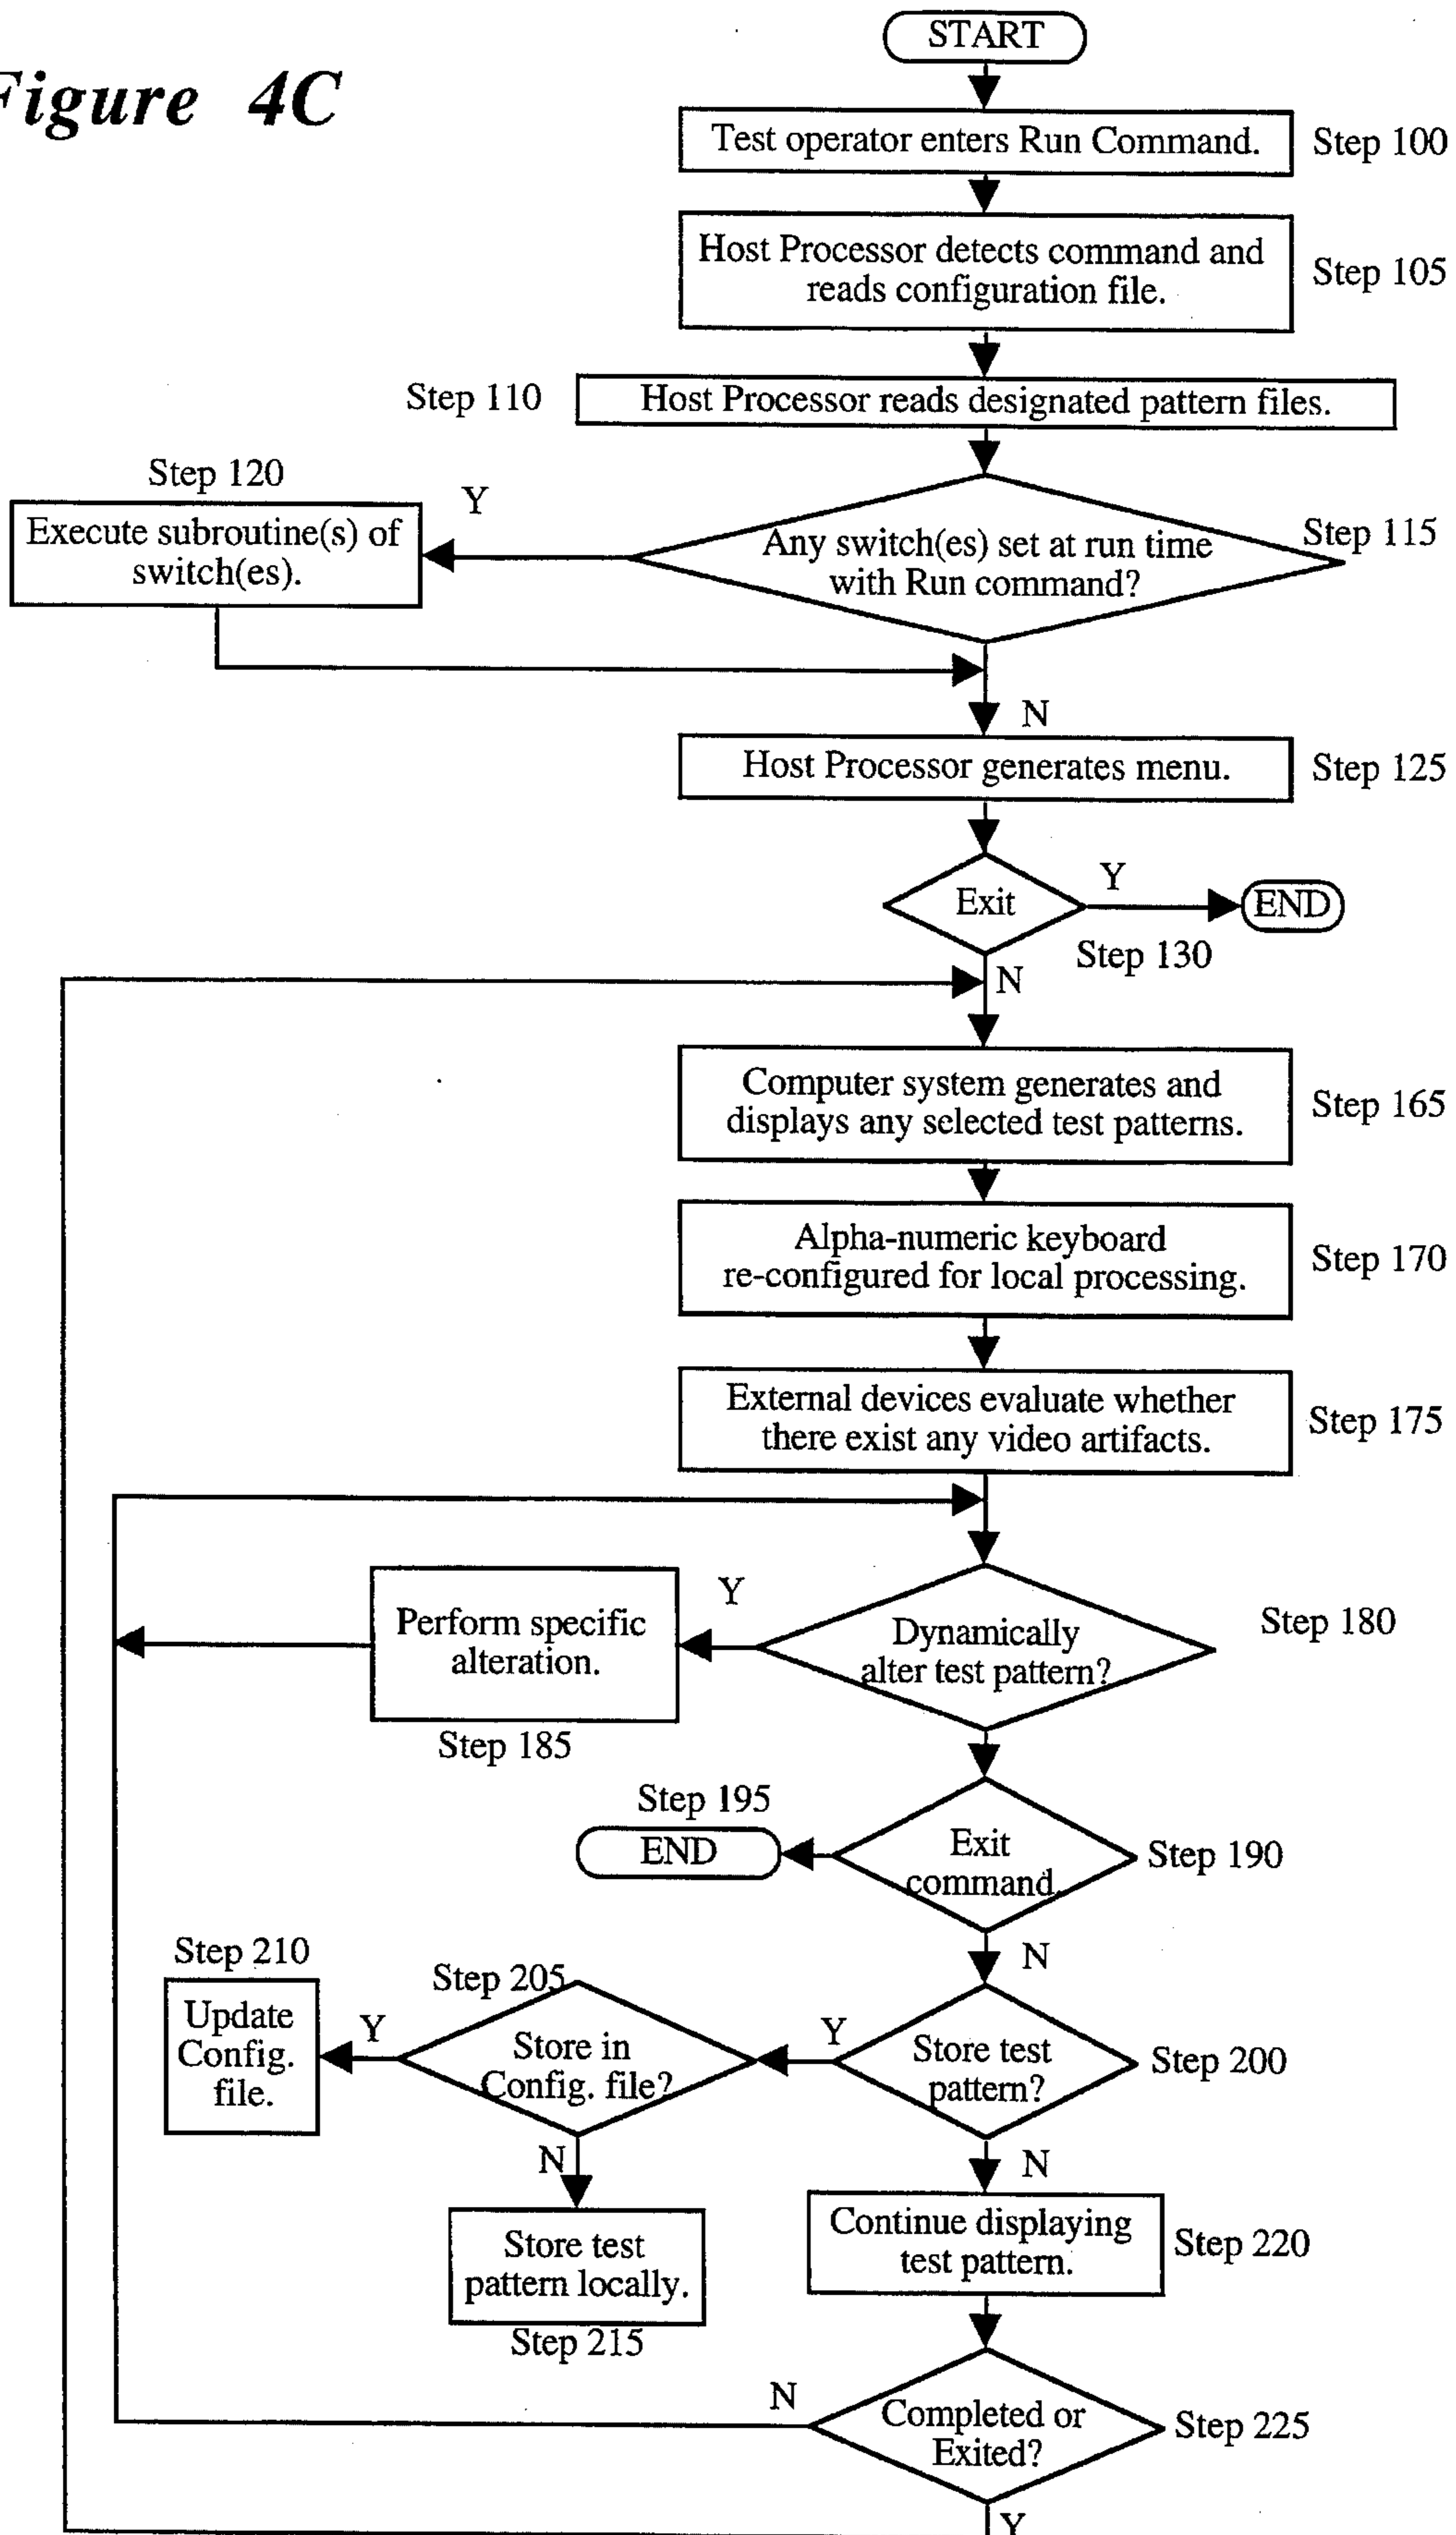 Figure 4C
START
Test operator enters Run Command.
Step 100
Host Processor detects command and
reads configuration file.
Step 105
Step 110
Host Processor reads designated pattern files.
Step 120
Y
Execute subroutine(s) of
switch(es).
Any switch(es) set at run time
with Run command?
Step 115
N
Host Processor generates menu.
Step 125
Exit
Y
END
Step 130
N
Computer system generates and
displays any selected test patterns.
Step 165
Alpha-numeric keyboard
re-configured for local processing.
Step 170
External devices evaluate whether
there exist any video artifacts.
Step 175
Perform specific
alteration.
Step 185
Y
Dynamically
alter test pattern?
Step 180
Step 195
END
Exit
command.
Step 190
N
Step 210
Update
Config.
file.
Y
Step 205
Store in
Config. file?
Y
Store test
pattern?
Step 200
N
Store test
pattern locally.
Step 215
N
Continue displaying
test pattern.
Step 220
N
Completed or
Exited?
Step 225
Y